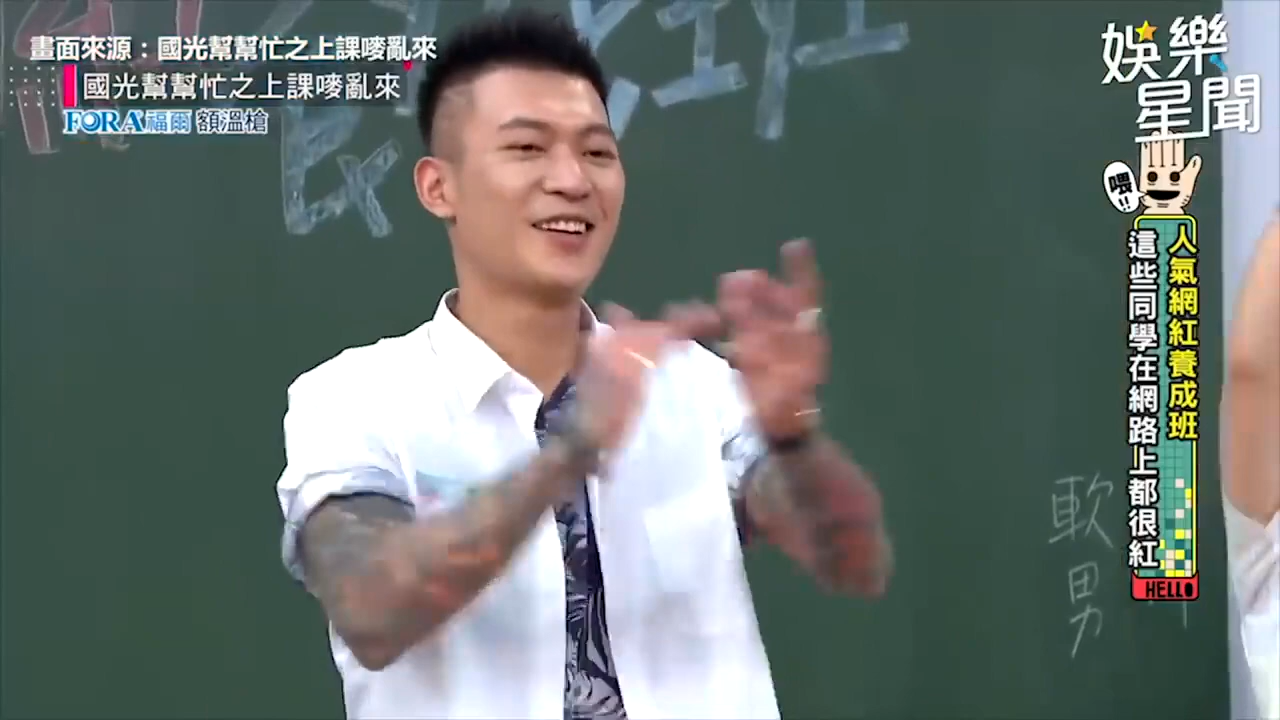 畫面來源：國光幫幫忙之上課嘜亂來
國光幫幫忙之上課嘜亂來
FORA福爾 額溫槍
娛樂
星聞
喂!!
人氣網紅養成班
這些同學在網路上都很紅
HELLO
班
軟男